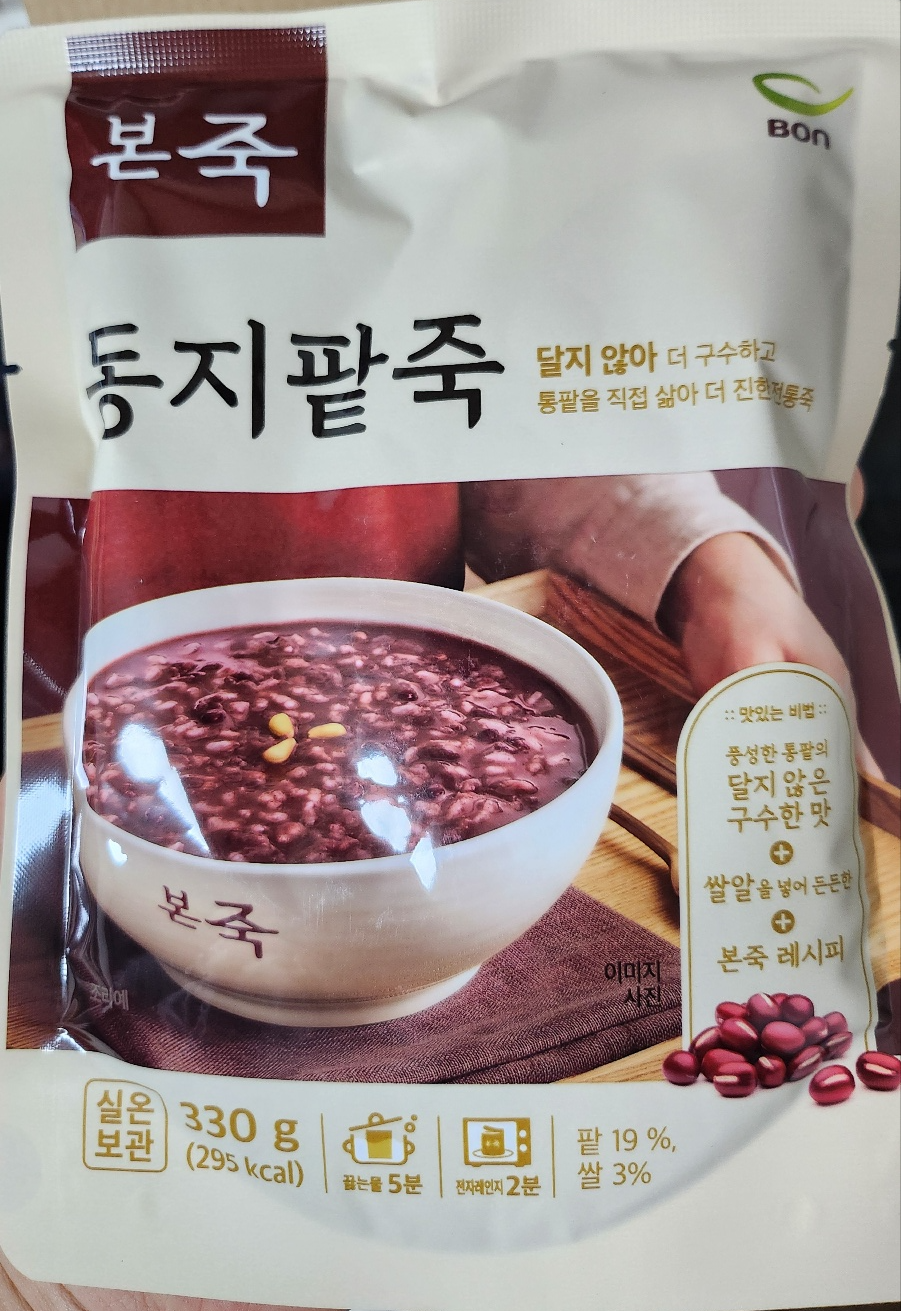 본죽
BON
동지팥죽
달지 않아 더 구수하고
통팥을 직접 삶아 더 진한 전통죽
:: 맛있는 비법 ::
풍성한 통팥의
달지 않은
구수한 맛
+
쌀알을 넣어 든든한
+
본죽 레시피
본죽
이미지
사진
조리예
실온
보관
330 g
(295 kcal)
끓는물 5분
전자레인지 2분
팥 19 %,
쌀 3%